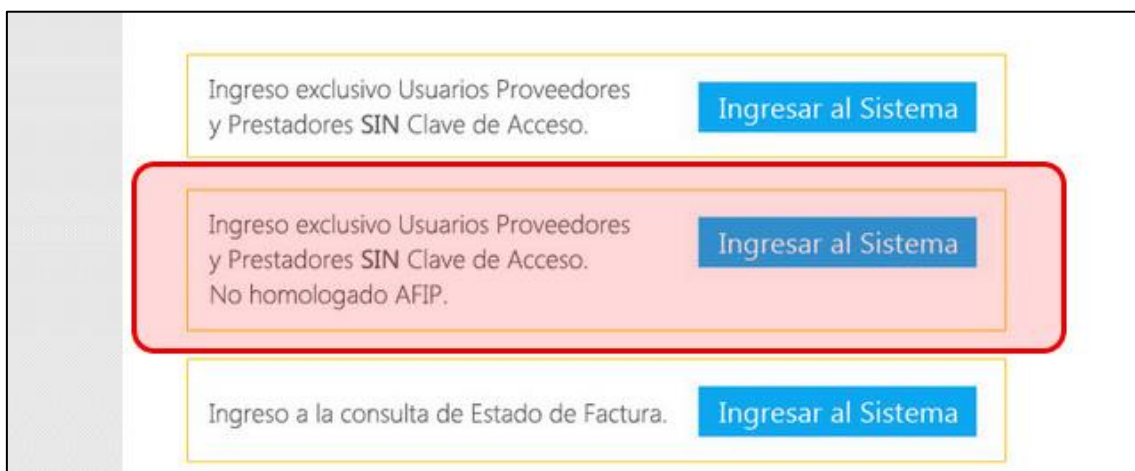 Ingreso exclusivo Usuarios Proveedores
y Prestadores SIN Clave de Acceso.
Ingresar al Sistema
Ingreso exclusivo Usuarios Proveedores
y Prestadores SIN Clave de Acceso.
No homologado AFIP.
Ingresar al Sistema
Ingreso a la consulta de Estado de Factura.
Ingresar al Sistema